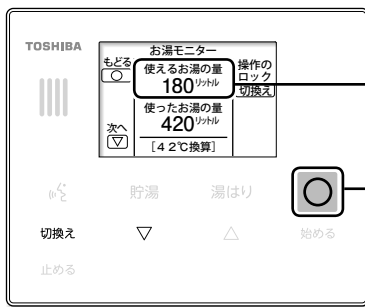 TOSHIBA
お湯モニター
もどる
使えるお湯の量
180リットル
操作の
ロック
切換え
使ったお湯の量
420リットル
次へ
[42℃換算]
貯湯
湯はり
切換え
▽
△
始める
止める